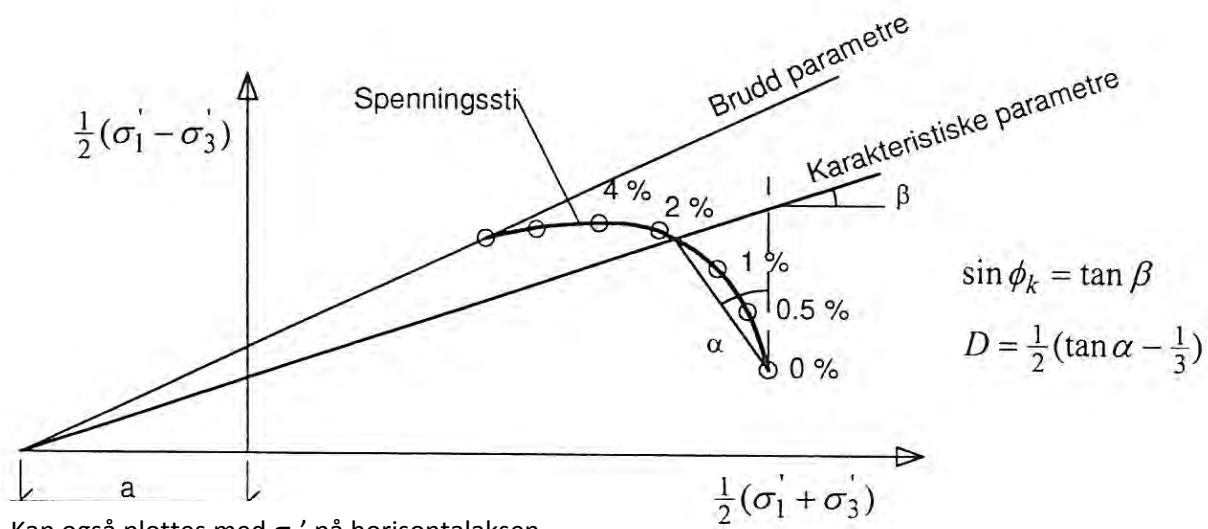 Brudd parametre
Spenningssti
½(σ₁' − σ₃')
Karakteristiske parametre
4 %
2 %
β
1 %
sin ϕₖ = tan β
0.5 %
α
D = ½(tan α − ⅓)
0 %
a
½(σ₁' + σ₃')
Kan også plottes med σ ' på horisontalaksen